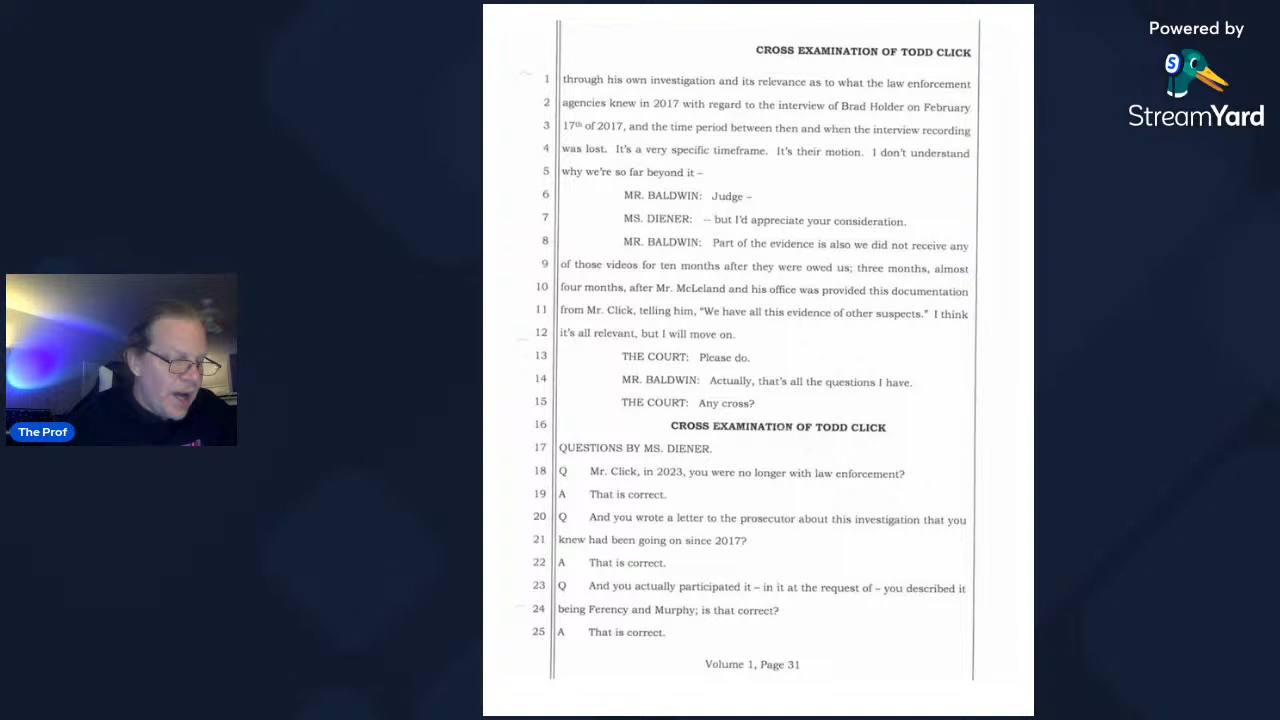 CROSS EXAMINATION OF TODD CLICK
1 through his own investigation and its relevance as to what the law enforcement
2 agencies knew in 2017 with regard to the interview of Brad Holder on February
3 17th of 2017, and the time period between then and when the interview recording
4 was lost. It's a very specific timeframe. It's their motion. I don't understand
5 why we're so far beyond it –
6 MR. BALDWIN: Judge –
7 MS. DIENER: -- but I'd appreciate your consideration.
8 MR. BALDWIN: Part of the evidence is also we did not receive any
9 of those videos for ten months after they were owed us; three months, almost
10 four months, after Mr. McLeland and his office was provided this documentation
11 from Mr. Click, telling him, "We have all this evidence of other suspects." I think
12 it's all relevant, but I will move on.
13 THE COURT: Please do.
14 MR. BALDWIN: Actually, that's all the questions I have.
15 THE COURT: Any cross?
16 CROSS EXAMINATION OF TODD CLICK
17 QUESTIONS BY MS. DIENER.
18 Q Mr. Click, in 2023, you were no longer with law enforcement?
19 A That is correct.
20 Q And you wrote a letter to the prosecutor about this investigation that you
21 knew had been going on since 2017?
22 A That is correct.
23 Q And you actually participated it – in it at the request of – you described it
24 being Ferency and Murphy; is that correct?
25 A That is correct.
Volume 1, Page 31
The Prof
Powered by
S
StreamYard